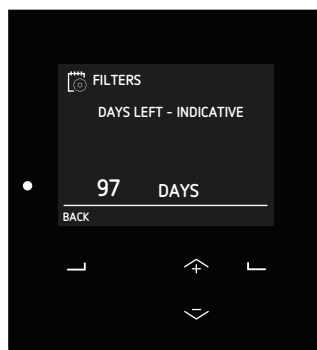 FILTERS
DAYS LEFT - INDICATIVE
97 DAYS
BACK